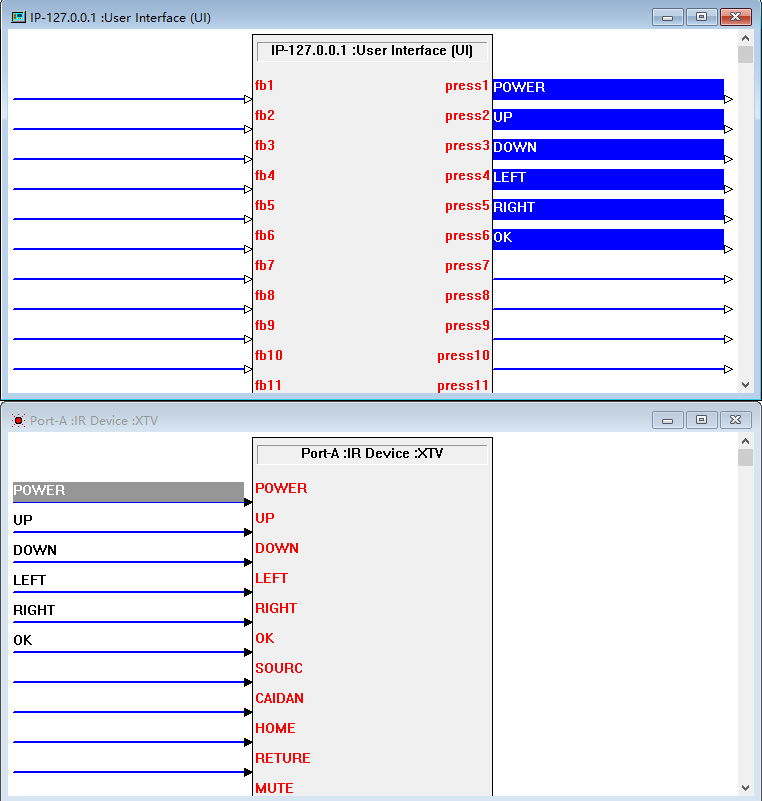 IP-127.0.0.1 :User Interface (UI)
IP-127.0.0.1 :User Interface (UI)
fb1 press1 POWER
fb2 press2 UP
fb3 press3 DOWN
fb4 press4 LEFT
fb5 press5 RIGHT
fb6 press6 OK
fb7 press7
fb8 press8
fb9 press9
fb10 press10
fb11 press11
Port-A :IR Device :XTV
Port-A :IR Device :XTV
POWER POWER
UP UP
DOWN DOWN
LEFT LEFT
RIGHT RIGHT
OK OK
SOURC
CAIDAN
HOME
RETURE
MUTE